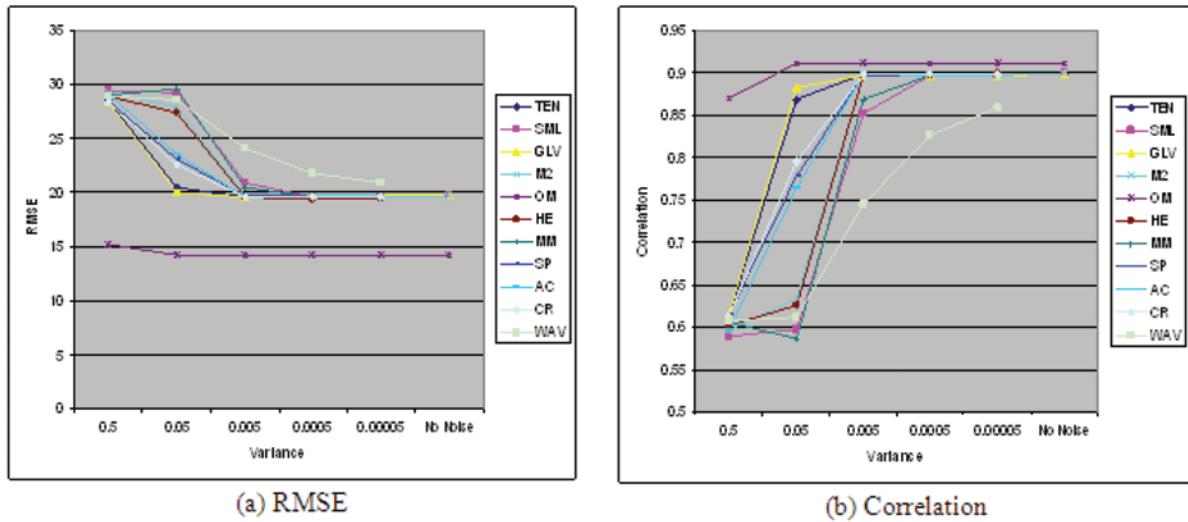 35
30
25
20
15
10
5
0
RMSE
0.5
0.05
0.005
0.0005
0.00005
No Noise
Variance
TEN
SML
GLV
M2
OM
HE
MM
SP
AC
CR
WAV
(a) RMSE
0.95
0.9
0.85
0.8
0.75
0.7
0.65
0.6
0.55
0.5
Correlation
0.5
0.05
0.005
0.0005
0.00005
No Noise
Variance
TEN
SML
GLV
M2
OM
HE
MM
SP
AC
CR
WAV
(b) Correlation